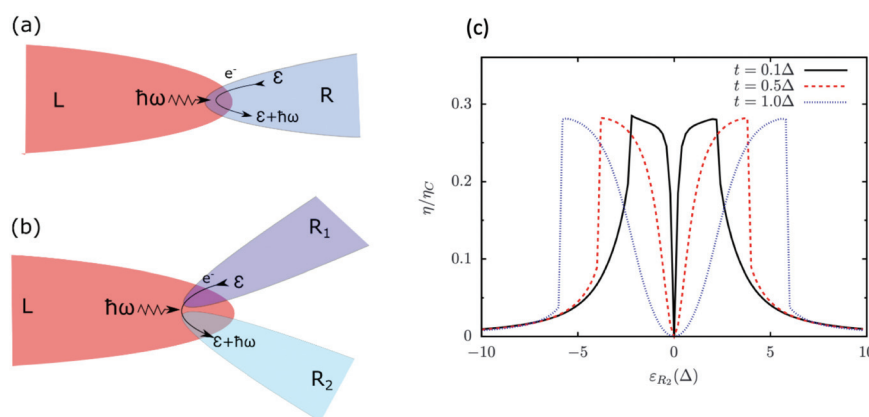 (a)
L
ħω
e⁻
ε
ε+ħω
R
(b)
L
ħω
e⁻
ε
ε+ħω
R₁
R₂
(c)
t = 0.1Δ
t = 0.5Δ
t = 1.0Δ
η/η_C
0.3
0.2
0.1
0
−10
−5
0
5
10
ε_R₂(Δ)